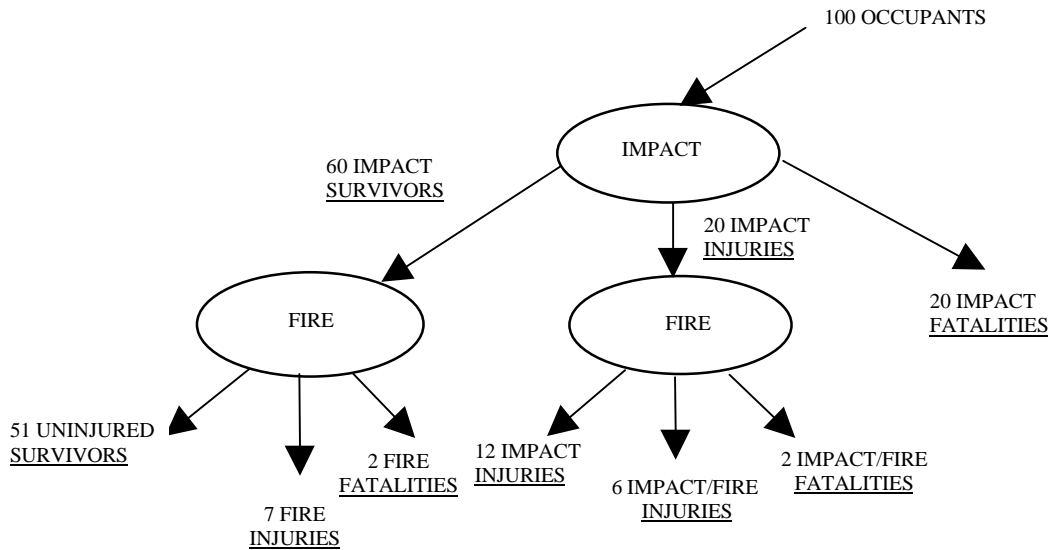 100 OCCUPANTS
IMPACT
60 IMPACT
SURVIVORS
20 IMPACT
INJURIES
20 IMPACT
FATALITIES
FIRE
FIRE
51 UNINJURED
SURVIVORS
7 FIRE
INJURIES
2 FIRE
FATALITIES
12 IMPACT
INJURIES
6 IMPACT/FIRE
INJURIES
2 IMPACT/FIRE
FATALITIES